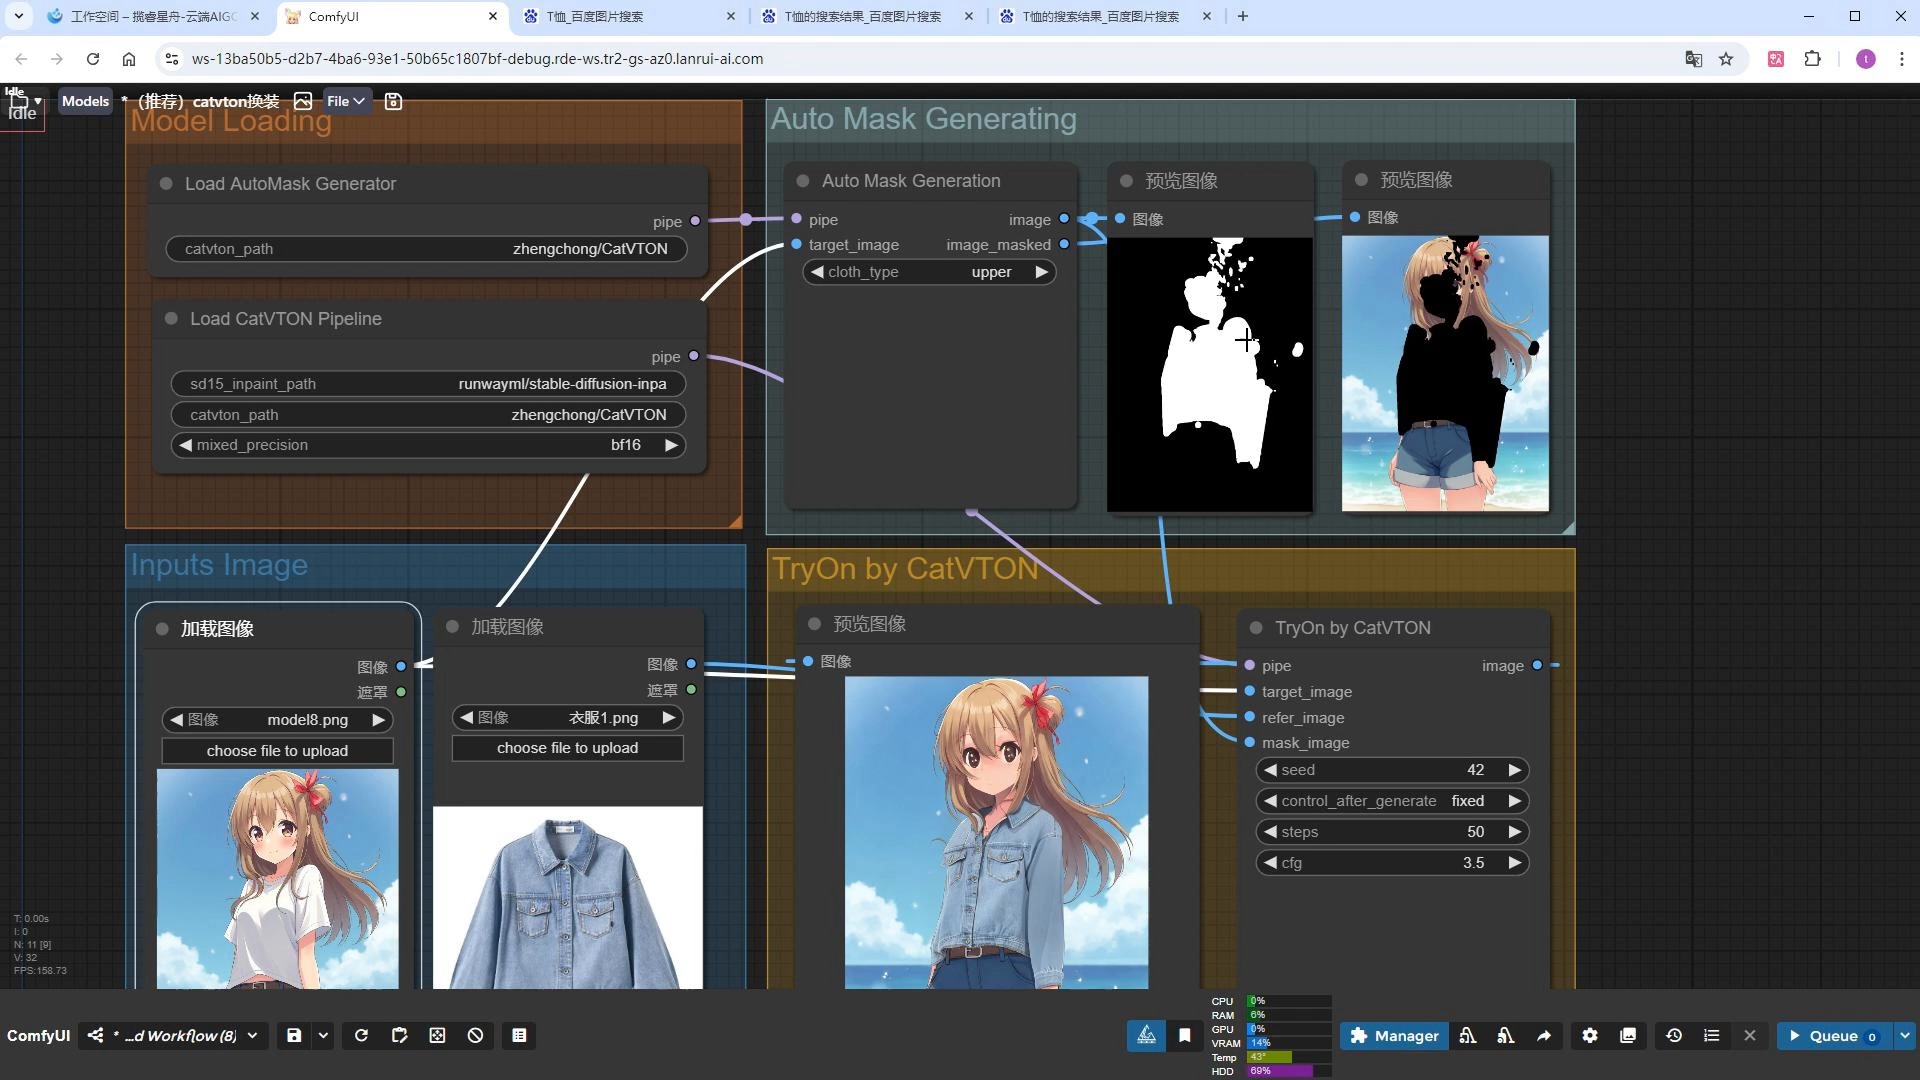 工作空间 – 揽睿星舟-云端AIGC
ComfyUI
T恤_百度图片搜索
T恤的搜索结果_百度图片搜索
T恤的搜索结果_百度图片搜索
ws-13ba50b5-d2b7-4ba6-93e1-50b65c1807bf-debug.rde-ws.tr2-gs-az0.lanrui-ai.com
Idle
Idle
Models
* （推荐）catvton换装
File
Model Loading
Load AutoMask Generator
pipe
catvton_path zhengchong/CatVTON
Load CatVTON Pipeline
pipe
sd15_inpaint_path runwayml/stable-diffusion-inpa
catvton_path zhengchong/CatVTON
mixed_precision bf16
Auto Mask Generating
Auto Mask Generation
pipe image
target_image image_masked
cloth_type upper
预览图像
图像
预览图像
图像
Inputs Image
加载图像
图像
遮罩
图像 model8.png
choose file to upload
加载图像
图像
遮罩
图像 衣服1.png
choose file to upload
TryOn by CatVTON
预览图像
图像
TryOn by CatVTON
pipe image
target_image
refer_image
mask_image
seed 42
control_after_generate fixed
steps 50
cfg 3.5
T: 0.00s
I: 0
N: 11 [9]
V: 32
FPS:158.73
ComfyUI
* ...d Workflow (8)
CPU 0%
RAM 6%
GPU 0%
VRAM 14%
Temp 43°
HDD 69%
Manager
Queue 0